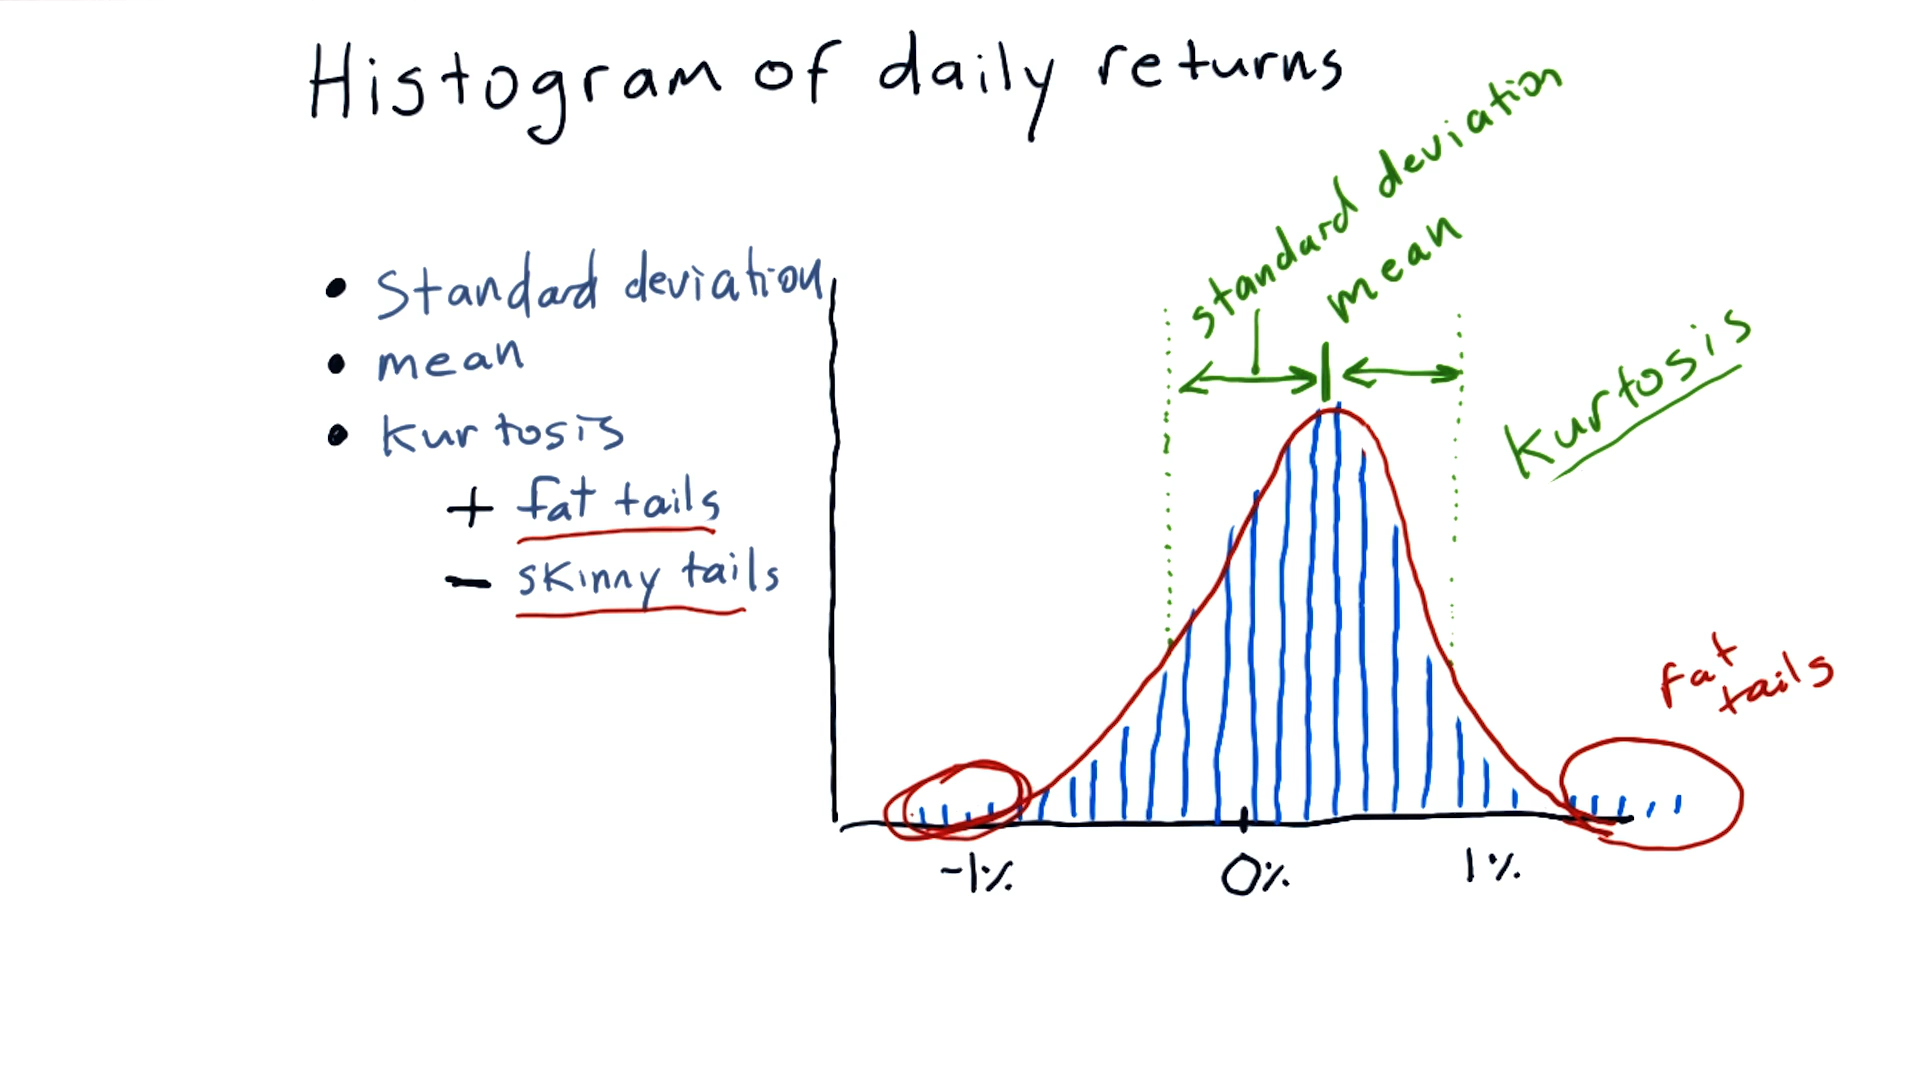 Histogram of daily returns
• Standard deviation
• mean
• Kurtosis
+ fat tails
- skinny tails
standard deviation
mean
Kurtosis
fat
tails
-1% 0% 1%